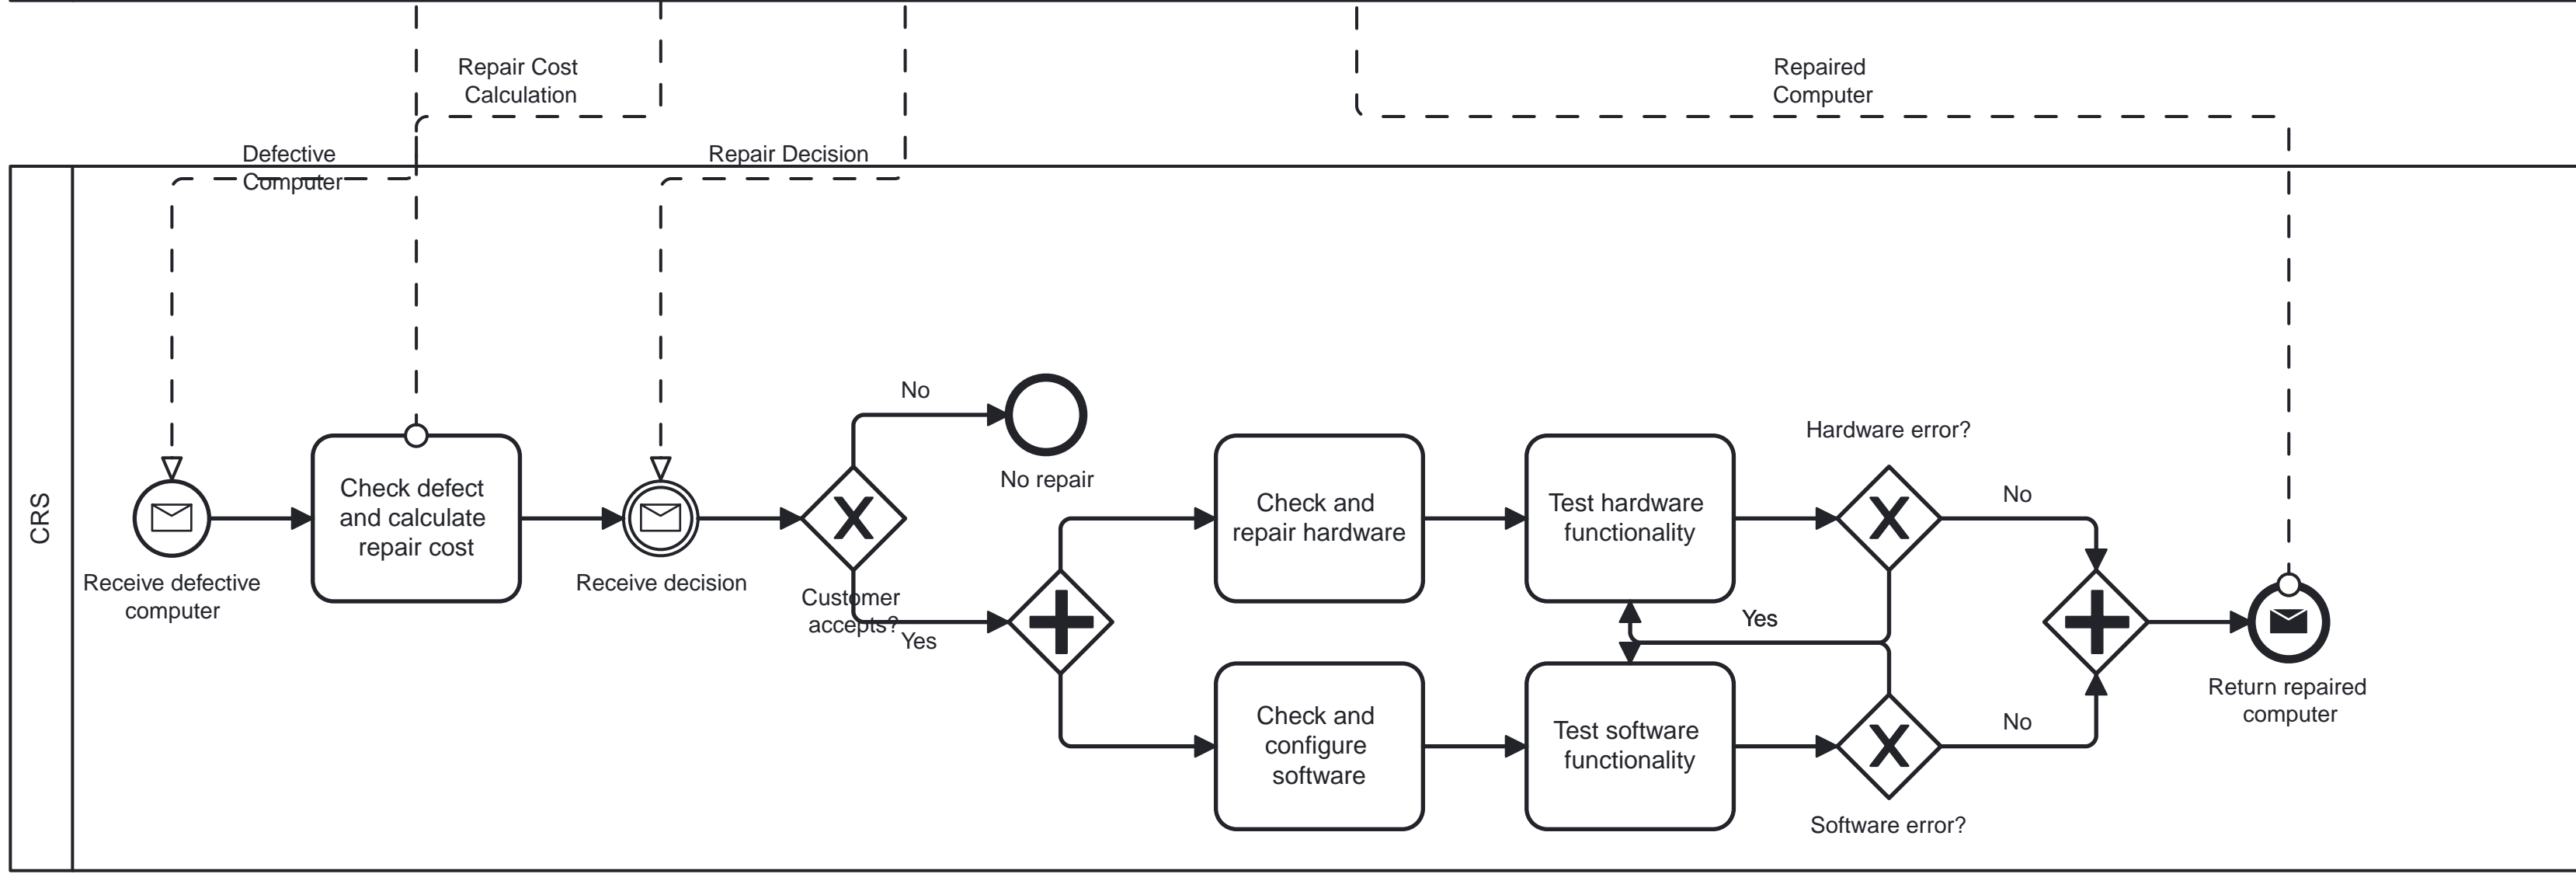 Repair Cost
Calculation
Repaired
Computer
Defective
Computer
Repair Decision
CRS
Receive defective
computer
Check defect
and calculate
repair cost
Receive decision
No
No repair
Customer
accepts?
Yes
Check and
repair hardware
Test hardware
functionality
Hardware error?
No
Yes
Check and
configure
software
Test software
functionality
Software error?
No
Return repaired
computer